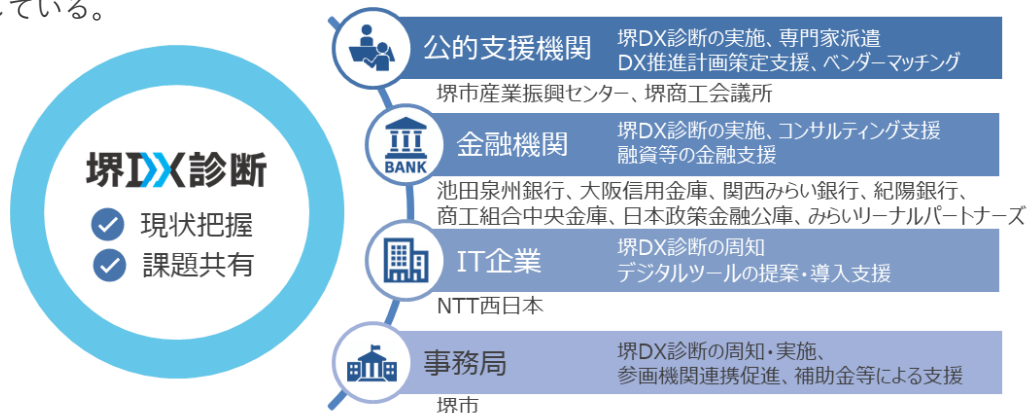 している。
堺DX診断
現状把握
課題共有
公的支援機関
堺DX診断の実施、専門家派遣
DX推進計画策定支援、ベンダーマッチング
堺市産業振興センター、堺商工会議所
BANK
金融機関
堺DX診断の実施、コンサルティング支援
融資等の金融支援
池田泉州銀行、大阪信用金庫、関西みらい銀行、紀陽銀行、
商工組合中央金庫、日本政策金融公庫、みらいリーナルパートナーズ
IT企業
堺DX診断の周知
デジタルツールの提案・導入支援
NTT西日本
事務局
堺DX診断の周知・実施、
参画機関連携促進、補助金等による支援
堺市